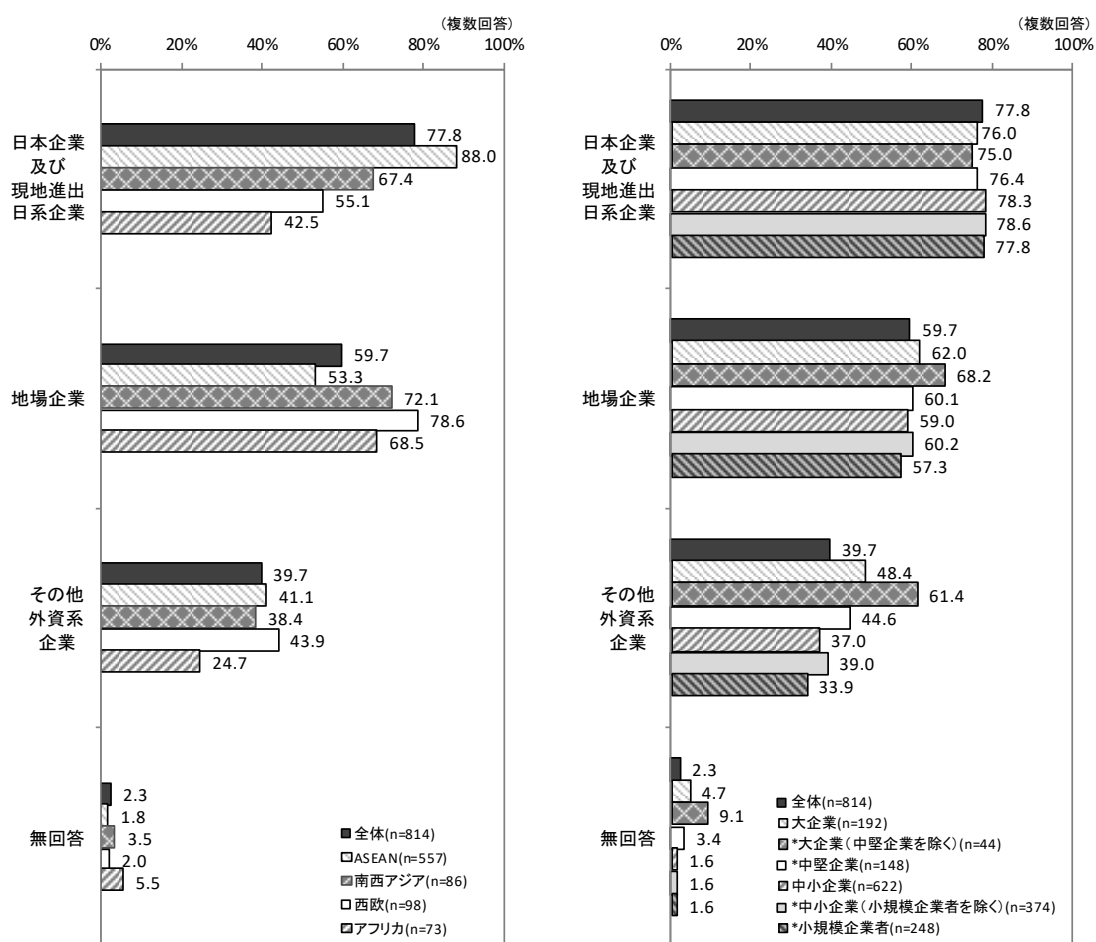 （複数回答）
0% 20% 40% 60% 80% 100%
日本企業
及び
現地進出
日系企業
77.8
88.0
67.4
55.1
42.5
地場企業
59.7
53.3
72.1
78.6
68.5
その他
外資系
企業
39.7
41.1
38.4
43.9
24.7
無回答
2.3
1.8
3.5
2.0
5.5
全体(n=814)
ASEAN(n=557)
南西アジア(n=86)
西欧(n=98)
アフリカ(n=73)
（複数回答）
0% 20% 40% 60% 80% 100%
日本企業
及び
現地進出
日系企業
77.8
76.0
75.0
76.4
78.3
78.6
77.8
地場企業
59.7
62.0
68.2
60.1
59.0
60.2
57.3
その他
外資系
企業
39.7
48.4
61.4
44.6
37.0
39.0
33.9
無回答
2.3
4.7
9.1
3.4
1.6
1.6
1.6
全体(n=814)
大企業(n=192)
*大企業（中堅企業を除く）(n=44)
*中堅企業(n=148)
中小企業(n=622)
*中小企業（小規模企業者を除く）(n=374)
*小規模企業者(n=248)